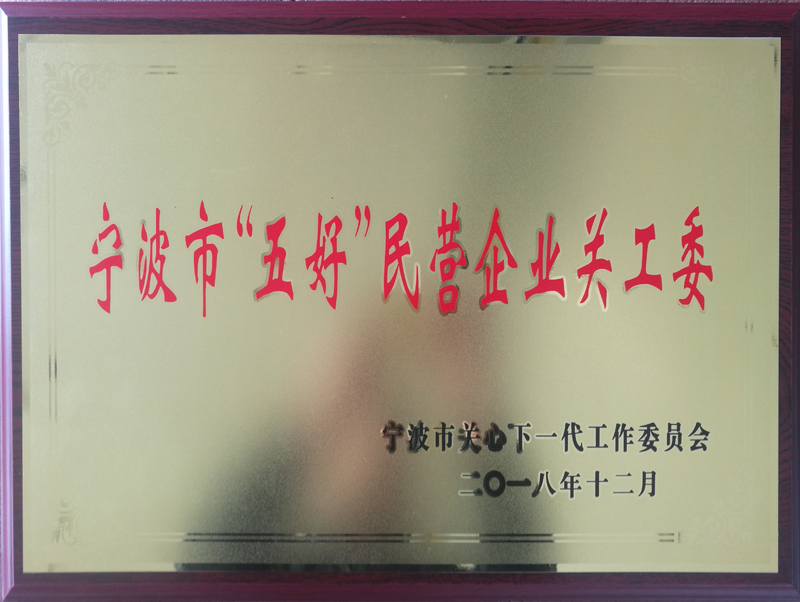 宁波市“五好”民营企业关工委
宁波市关心下一代工作委员会
二〇一八年十二月